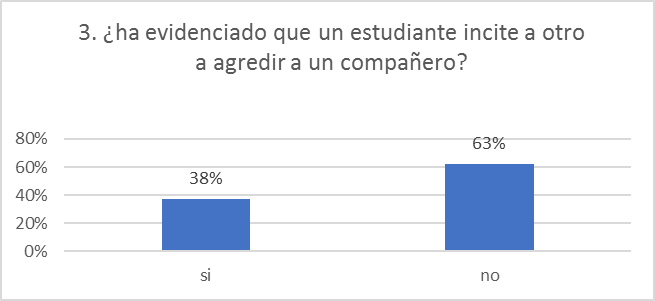 3. ¿ha evidenciado que un estudiante incite a otro
a agredir a un compañero?
80%
60%
40%
20%
0%
38%
63%
si
no